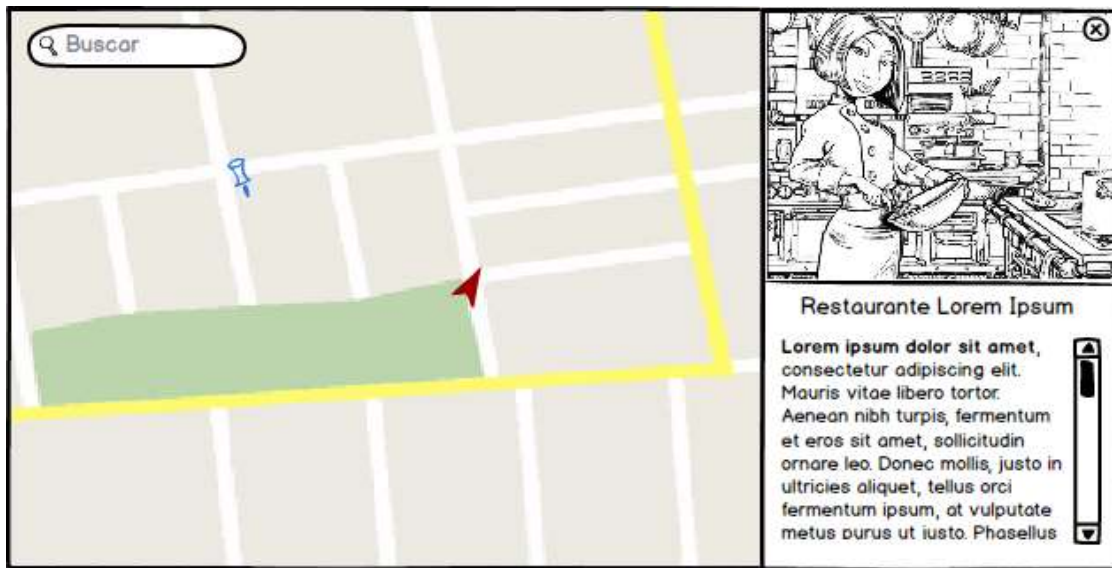 Buscar
Restaurante Lorem Ipsum
Lorem ipsum dolor sit amet,
consectetur adipiscing elit.
Mauris vitae libero tortor.
Aenean nibh turpis, fermentum
et eros sit amet, sollicitudin
ornare leo. Donec mollis, justo in
ultricies aliquet, tellus orci
fermentum ipsum, at vulputate
metus purus ut justo. Phasellus